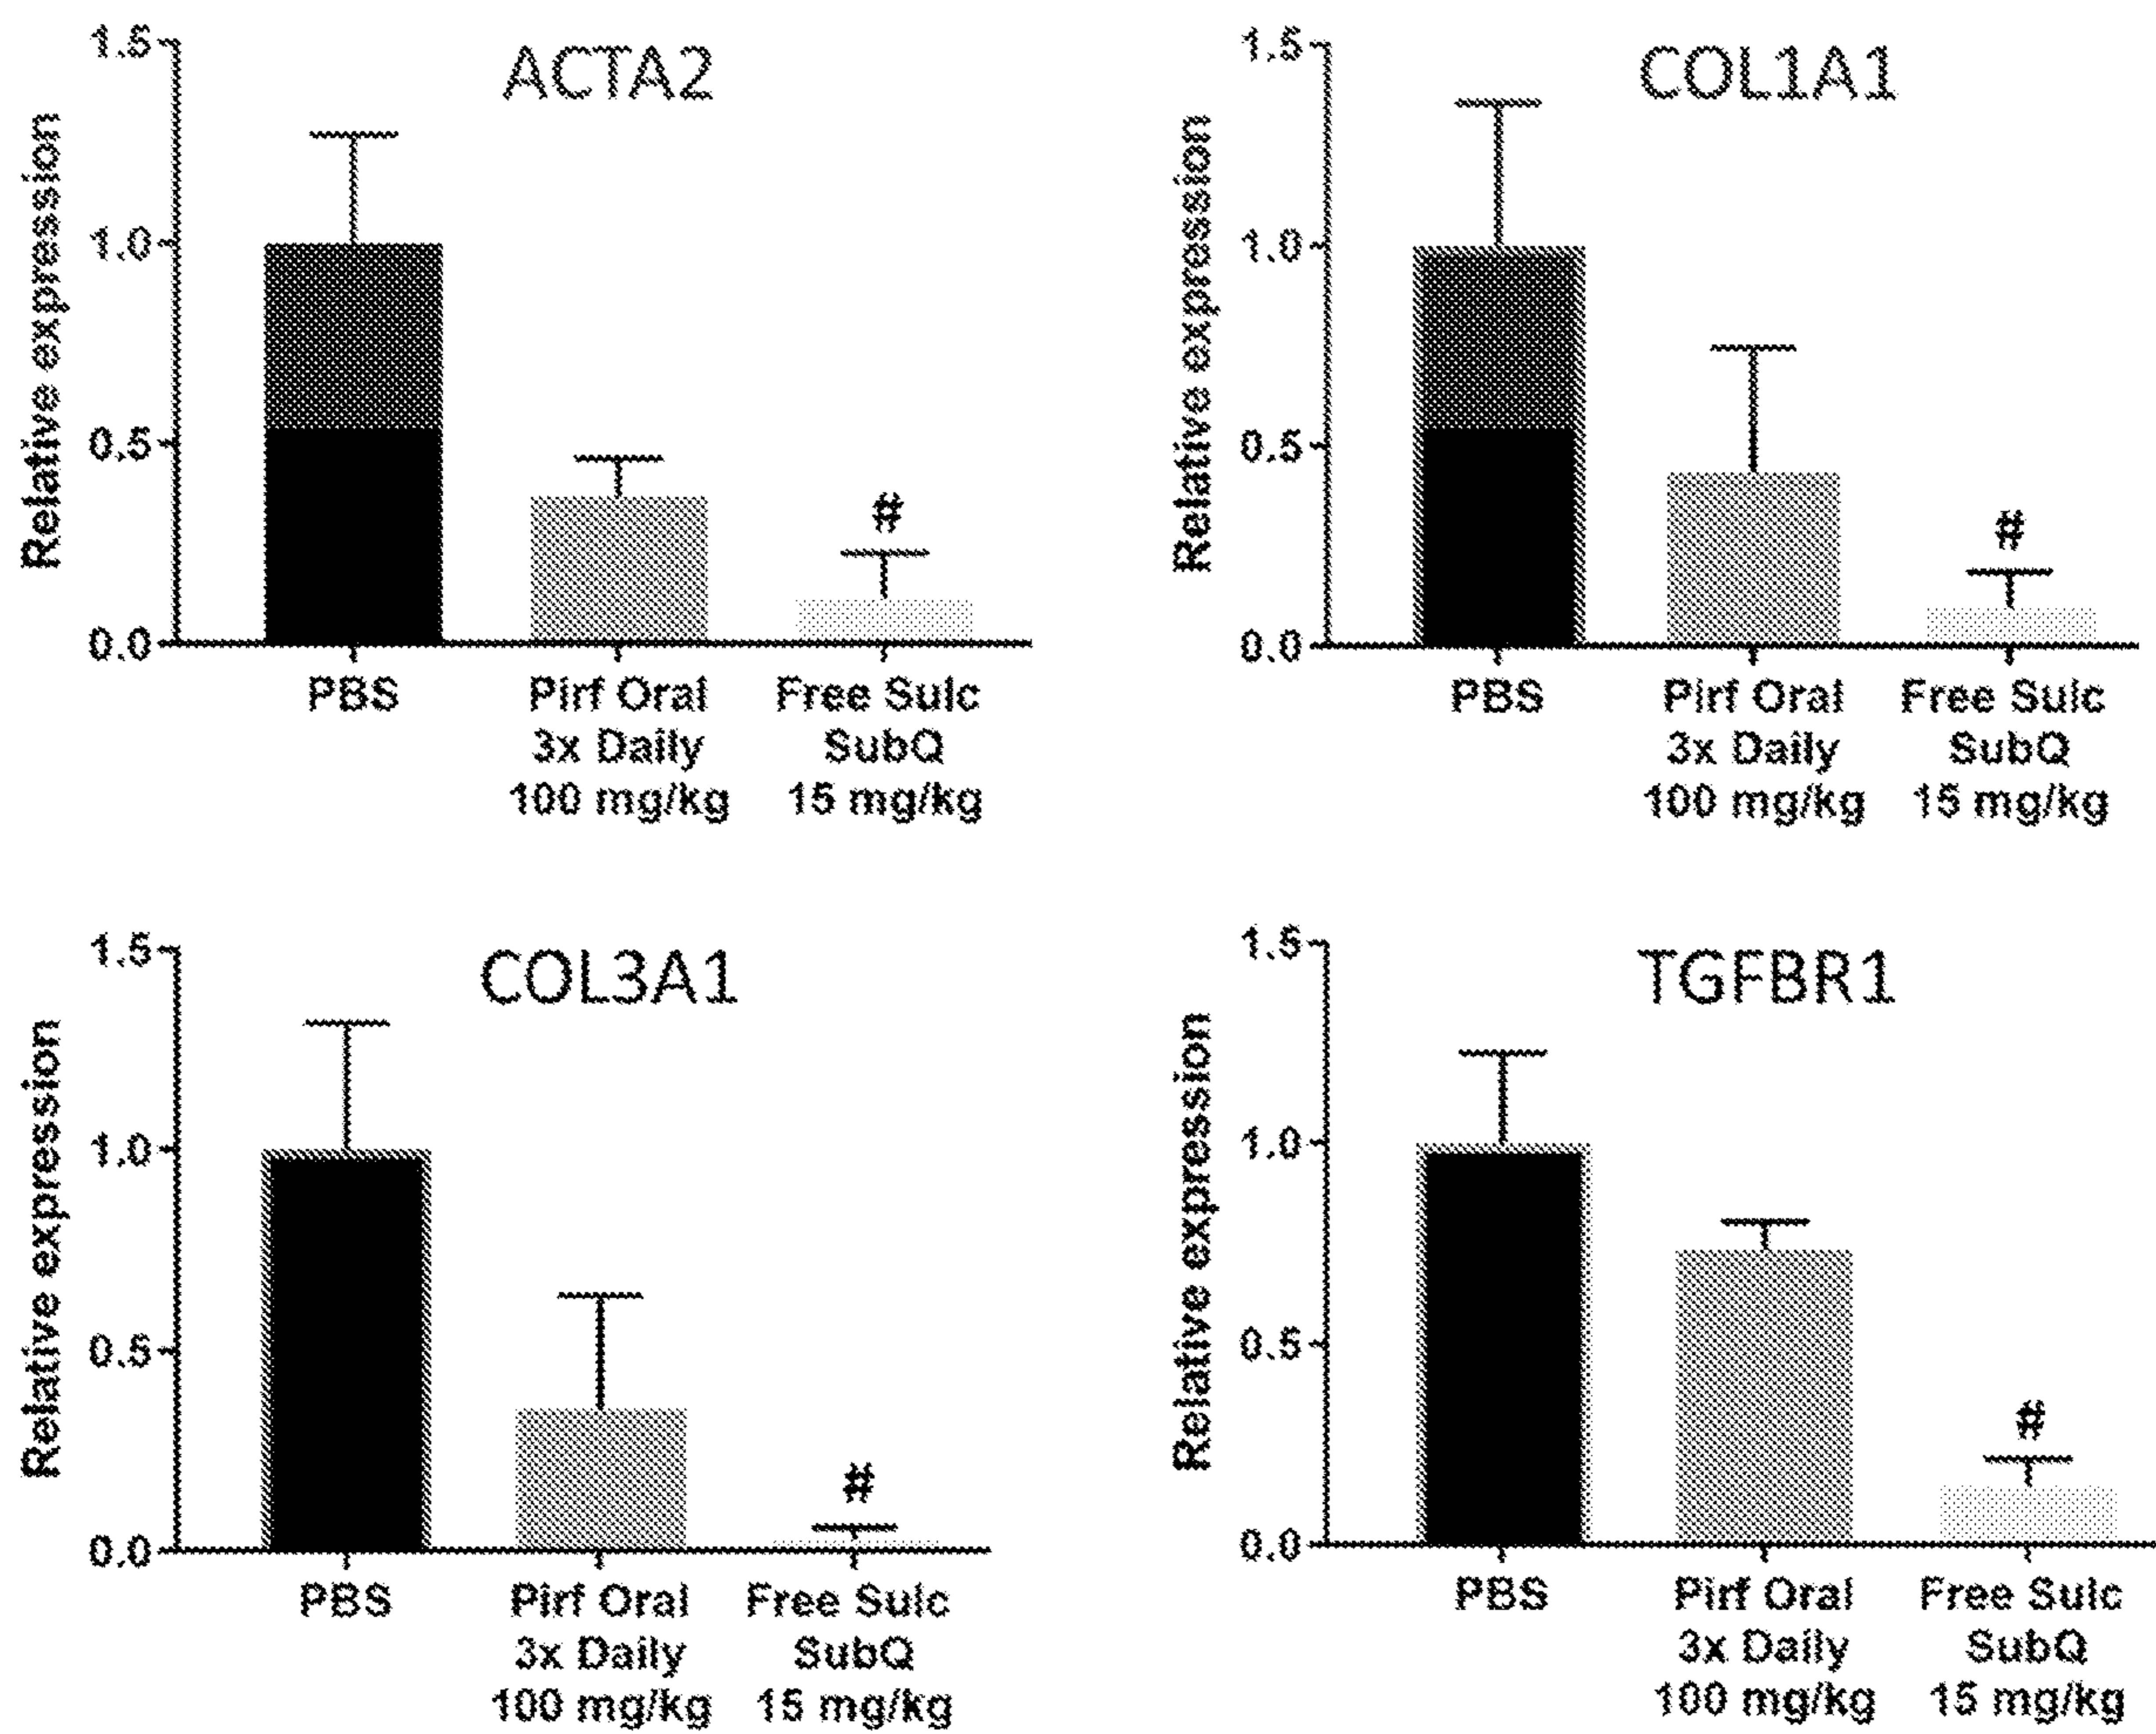 ACTA2
Relative expression
1.5
1.0
0.5
0.0
#
PBS
Pirf Oral
3x Daily
100 mg/kg
Free Sulc
SubQ
15 mg/kg
COL1A1
Relative expression
1.5
1.0
0.5
0.0
#
PBS
Pirf Oral
3x Daily
100 mg/kg
Free Sulc
SubQ
15 mg/kg
COL3A1
Relative expression
1.5
1.0
0.5
0.0
#
PBS
Pirf Oral
3x Daily
100 mg/kg
Free Sulc
SubQ
15 mg/kg
TGFBR1
Relative expression
1.5
1.0
0.5
0.0
#
PBS
Pirf Oral
3x Daily
100 mg/kg
Free Sulc
SubQ
15 mg/kg